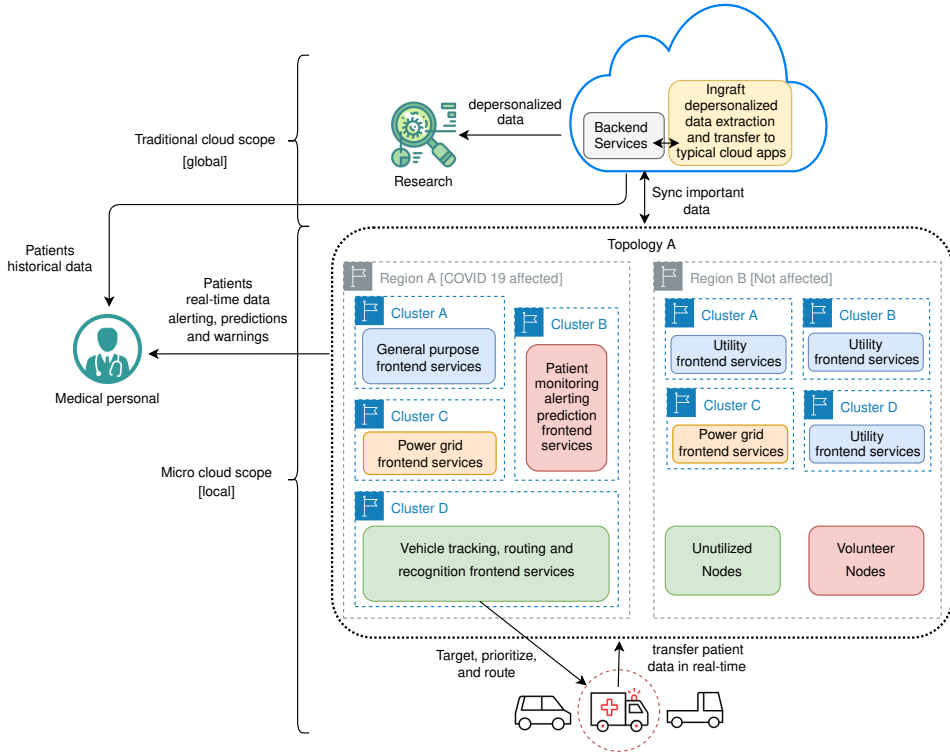 Traditional cloud scope
[global]
depersonalized
data
Research
Backend
Services
Ingraft
depersonalized
data extraction
and transfer to
typical cloud apps
Sync important
data
Patients
historical data
Patients
real-time data
alerting, predictions
and warnings
Medical personal
Micro cloud scope
[local]
Topology A
Region A [COVID 19 affected]
Cluster A
General purpose
frontend services
Cluster B
Patient
monitoring
alerting
prediction
frontend
services
Cluster C
Power grid
frontend services
Cluster D
Vehicle tracking, routing and
recognition frontend services
Region B [Not affected]
Cluster A
Utility
frontend services
Cluster B
Utility
frontend services
Cluster C
Power grid
frontend services
Cluster D
Utility
frontend services
Unutilized
Nodes
Volunteer
Nodes
Target, prioritize,
and route
transfer patient
data in real-time